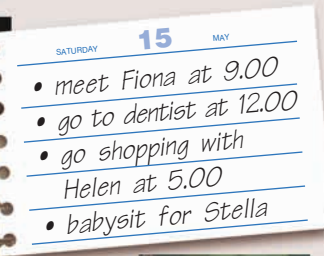 SATURDAY 15 MAY
• meet Fiona at 9.00
• go to dentist at 12.00
• go shopping with
Helen at 5.00
• babysit for Stella